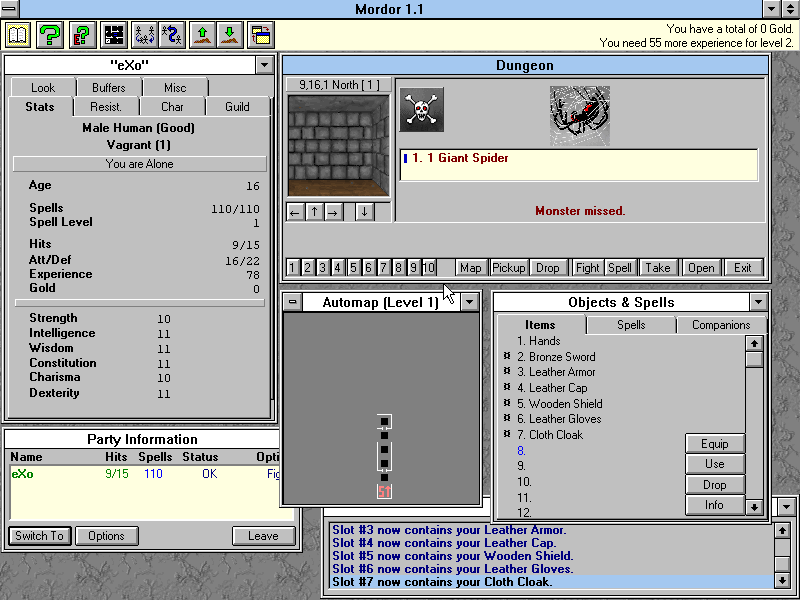 Mordor 1.1
You have a total of 0 Gold.
You need 55 more experience for level 2.
"eXo"
Look Buffers Misc
Stats Resist. Char Guild
Male Human (Good)
Vagrant (1)
You are Alone
Age 16
Spells 110/110
Spell Level 1
Hits 9/15
Att/Def 16/22
Experience 78
Gold 0
Strength 10
Intelligence 11
Wisdom 11
Constitution 11
Charisma 10
Dexterity 11
Dungeon
9,16,1 North [ 1 ]
1. 1 Giant Spider
Monster missed.
← ↑ → ↓
1 2 3 4 5 6 7 8 9 10 Map Pickup Drop Fight Spell Take Open Exit
Party Information
Name Hits Spells Status Opti
eXo 9/15 110 OK Fig
Switch To Options Leave
Automap (Level 1)
S↑
Objects & Spells
Items Spells Companions
1. Hands
¤ 2. Bronze Sword
¤ 3. Leather Armor
¤ 4. Leather Cap
¤ 5. Wooden Shield
¤ 6. Leather Gloves
¤ 7. Cloth Cloak
8.
9.
10.
11.
12.
Equip
Use
Drop
Info
Slot #3 now contains your Leather Armor.
Slot #4 now contains your Leather Cap.
Slot #5 now contains your Wooden Shield.
Slot #6 now contains your Leather Gloves.
Slot #7 now contains your Cloth Cloak.